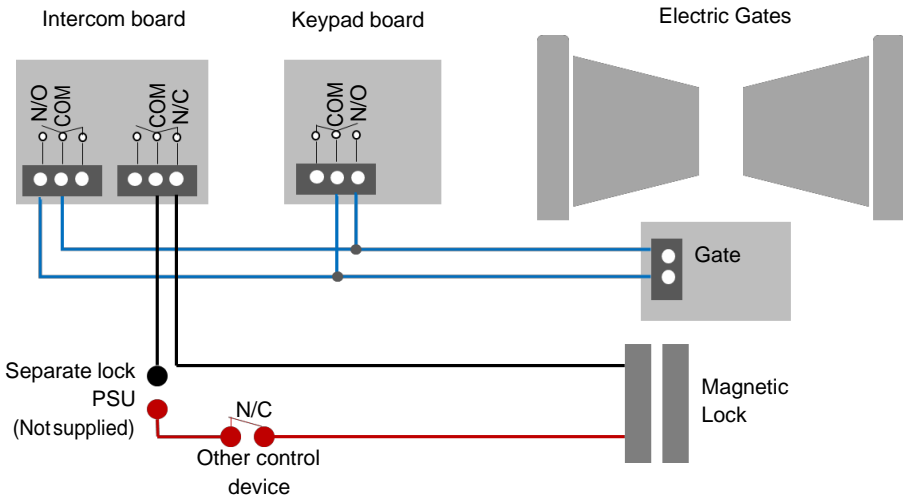 Intercom board
Keypad board
Electric Gates
N/O
COM
COM
N/C
COM
N/O
Gate
Separate lock
PSU
(Not supplied)
N/C
Other control
device
Magnetic
Lock